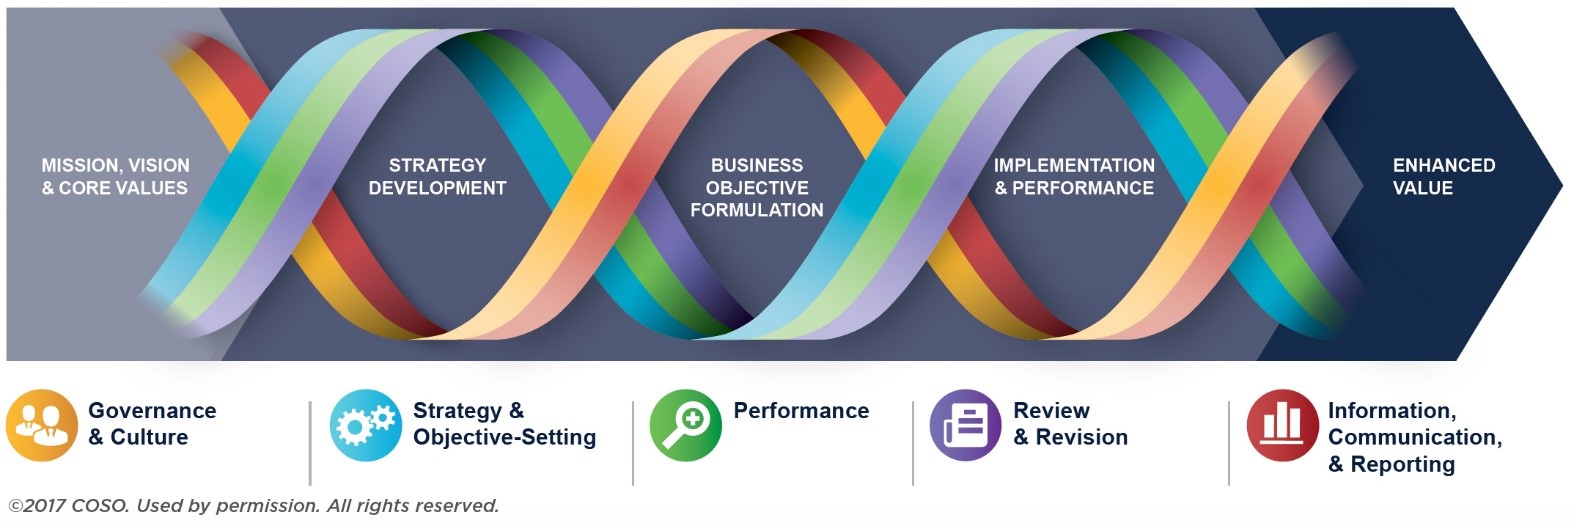 MISSION, VISION
& CORE VALUES
STRATEGY
DEVELOPMENT
BUSINESS
OBJECTIVE
FORMULATION
IMPLEMENTATION
& PERFORMANCE
ENHANCED
VALUE
Governance
& Culture
Strategy &
Objective-Setting
Performance
Review
& Revision
Information,
Communication,
& Reporting
©2017 COSO. Used by permission. All rights reserved.